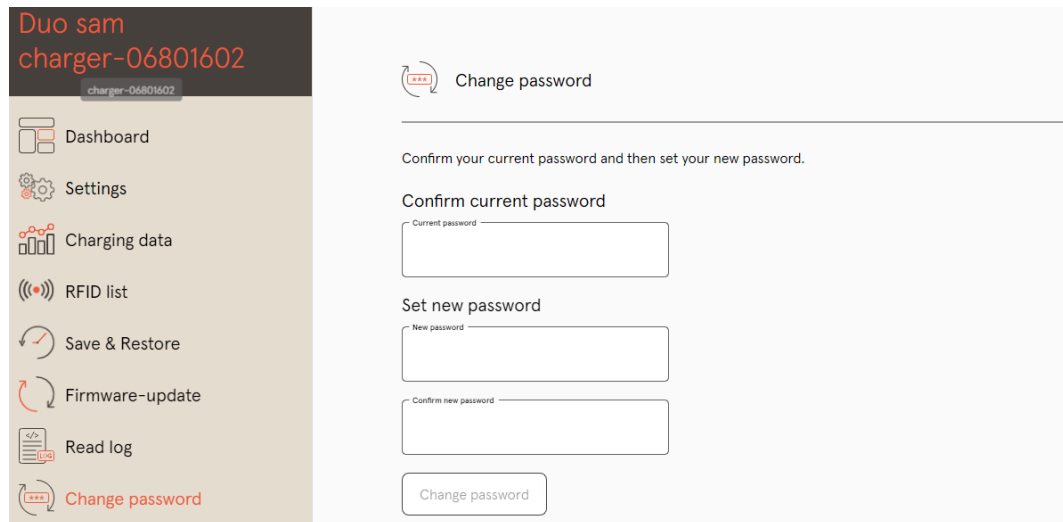 Duo sam
charger-06801602
charger-06801602
Dashboard
Settings
Charging data
RFID list
Save & Restore
Firmware-update
</>
LOG
Read log
***
Change password
***
Change password
Confirm your current password and then set your new password.
Confirm current password
Current password
Set new password
New password
Confirm new password
Change password